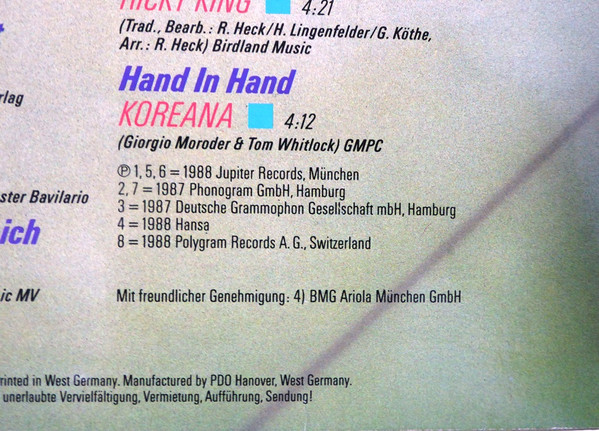 RICKY KING 4:21
(Trad., Bearb.: R. Heck/H. Lingenfelder/G. Köthe,
Arr.: R. Heck) Birdland Music
Hand In Hand
rlag
KOREANA 4:12
(Giorgio Moroder & Tom Whitlock) GMPC
℗ 1, 5, 6 = 1988 Jupiter Records, München
2, 7 = 1987 Phonogram GmbH, Hamburg
ster Bavilario
3 = 1987 Deutsche Grammophon Gesellschaft mbH, Hamburg
4 = 1988 Hansa
ich
8 = 1988 Polygram Records A. G., Switzerland
ic MV
Mit freundlicher Genehmigung: 4) BMG Ariola München GmbH
rinted in West Germany. Manufactured by PDO Hanover, West Germany.
unerlaubte Vervielfältigung, Vermietung, Aufführung, Sendung!